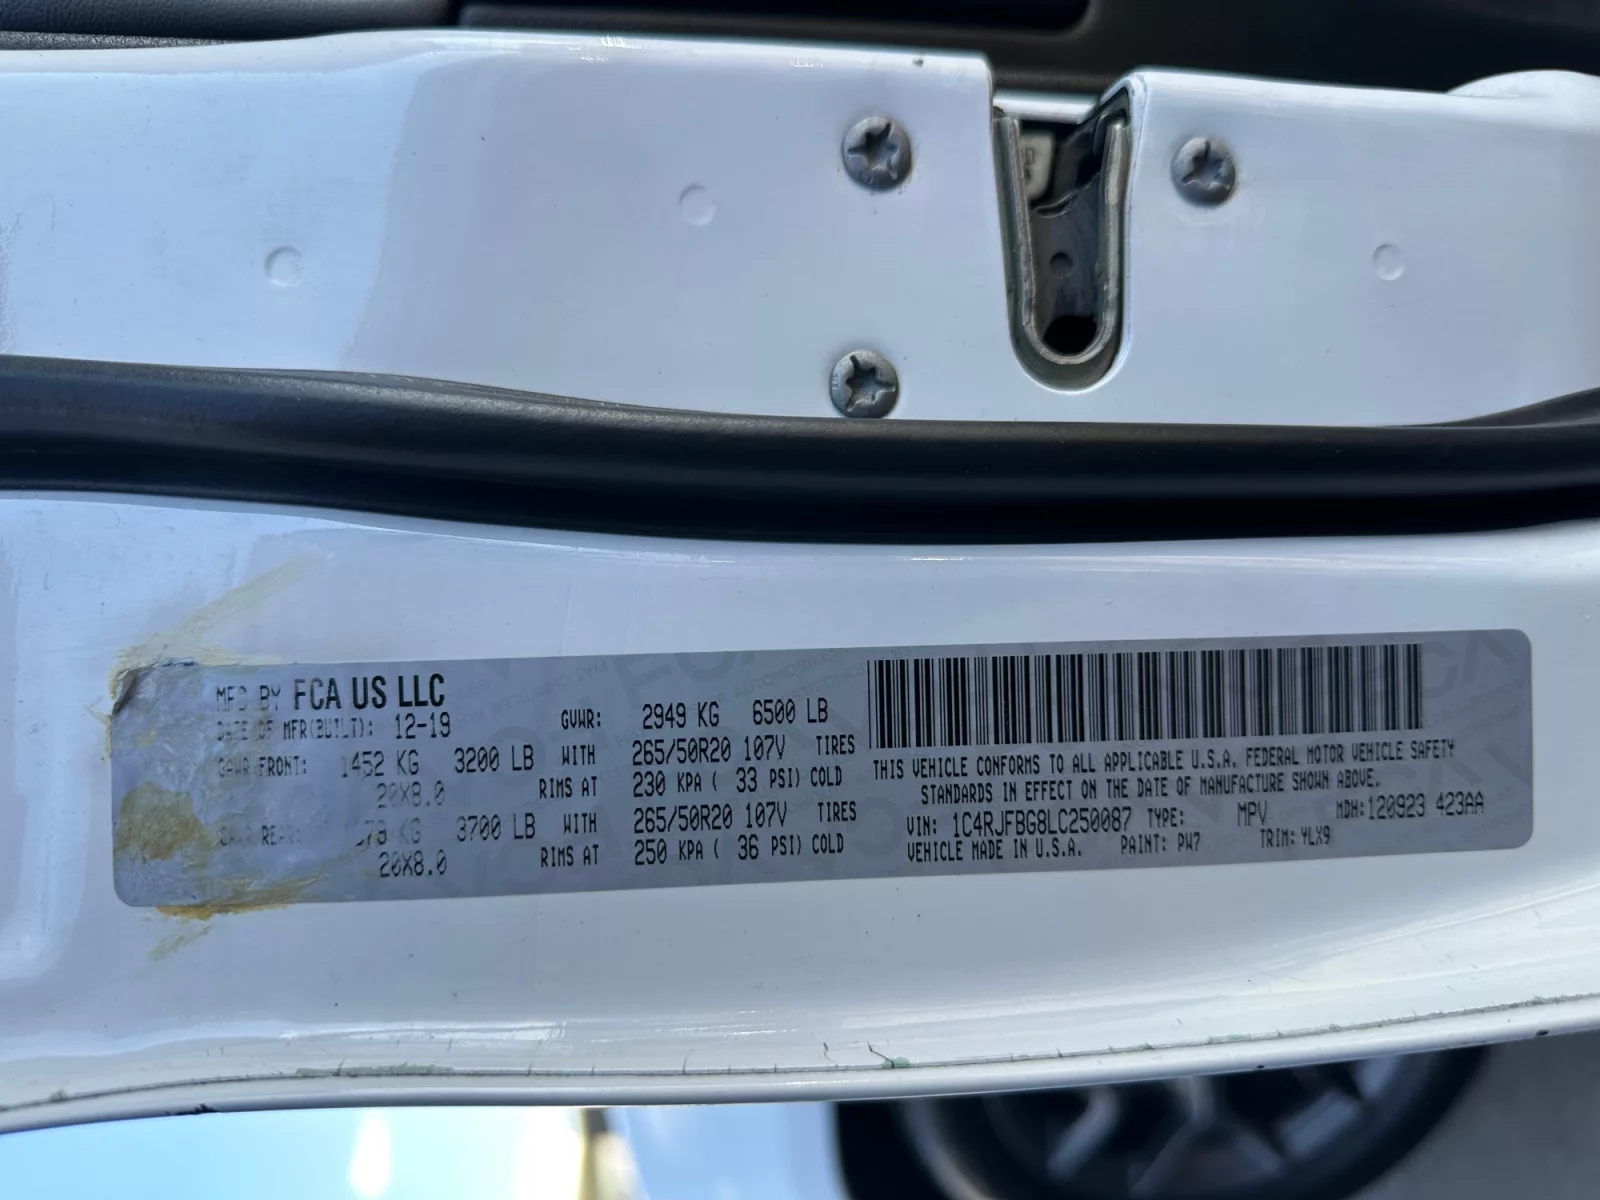 MFD BY FCA US LLC
DATE OF MFR(BUILT): 12-19 GVWR: 2949 KG 6500 LB
GAWR FRONT: 1452 KG 3200 LB WITH 265/50R20 107V TIRES
20X8.0 RIMS AT 230 KPA ( 33 PSI) COLD
GAWR REAR: KG 3700 LB WITH 265/50R20 107V TIRES
20X8.0 RIMS AT 250 KPA ( 36 PSI) COLD
THIS VEHICLE CONFORMS TO ALL APPLICABLE U.S.A. FEDERAL MOTOR VEHICLE SAFETY
STANDARDS IN EFFECT ON THE DATE OF MANUFACTURE SHOWN ABOVE.
VIN: 1C4RJFBG8LC250087 TYPE: MPV MDH: 120923 423AA
VEHICLE MADE IN U.S.A. PAINT: PW7 TRIM: YLX9